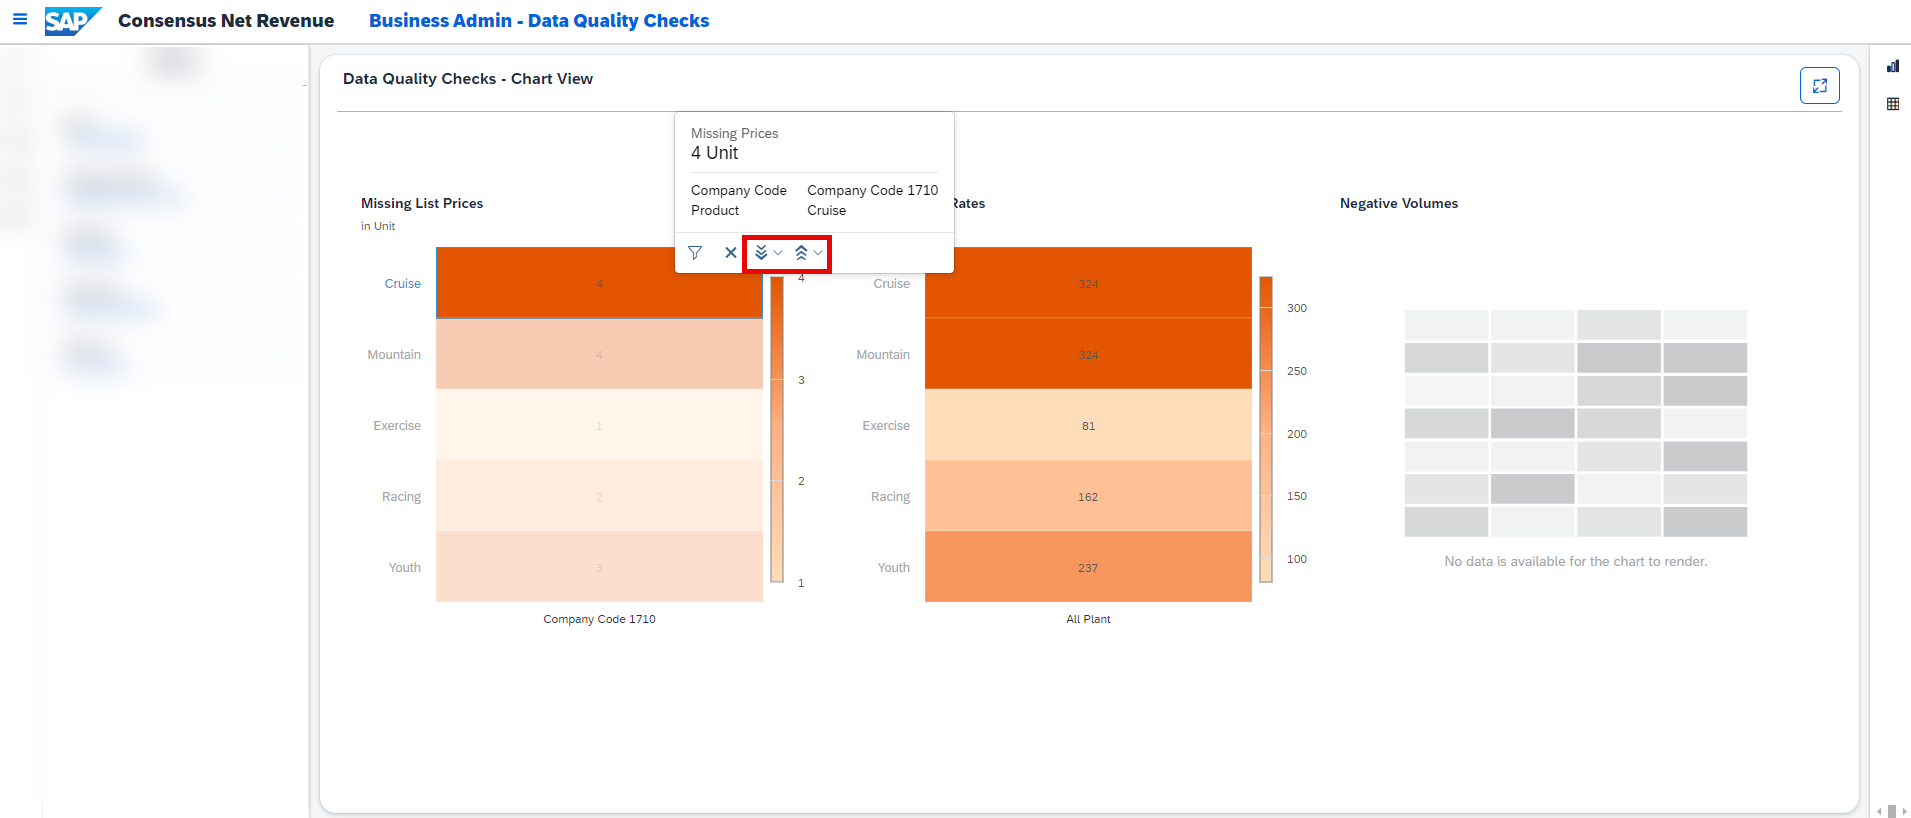 SAP Consensus Net Revenue Business Admin - Data Quality Checks
Data Quality Checks - Chart View
Missing Prices
4 Unit
Company Code Company Code 1710
Product Cruise
Missing List Prices
in Unit
Cruise 4
Mountain 4
Exercise 1
Racing 2
Youth 3
Company Code 1710
4
3
2
1
Rates
Cruise 324
Mountain 324
Exercise 81
Racing 162
Youth 237
All Plant
300
250
200
150
100
Negative Volumes
No data is available for the chart to render.